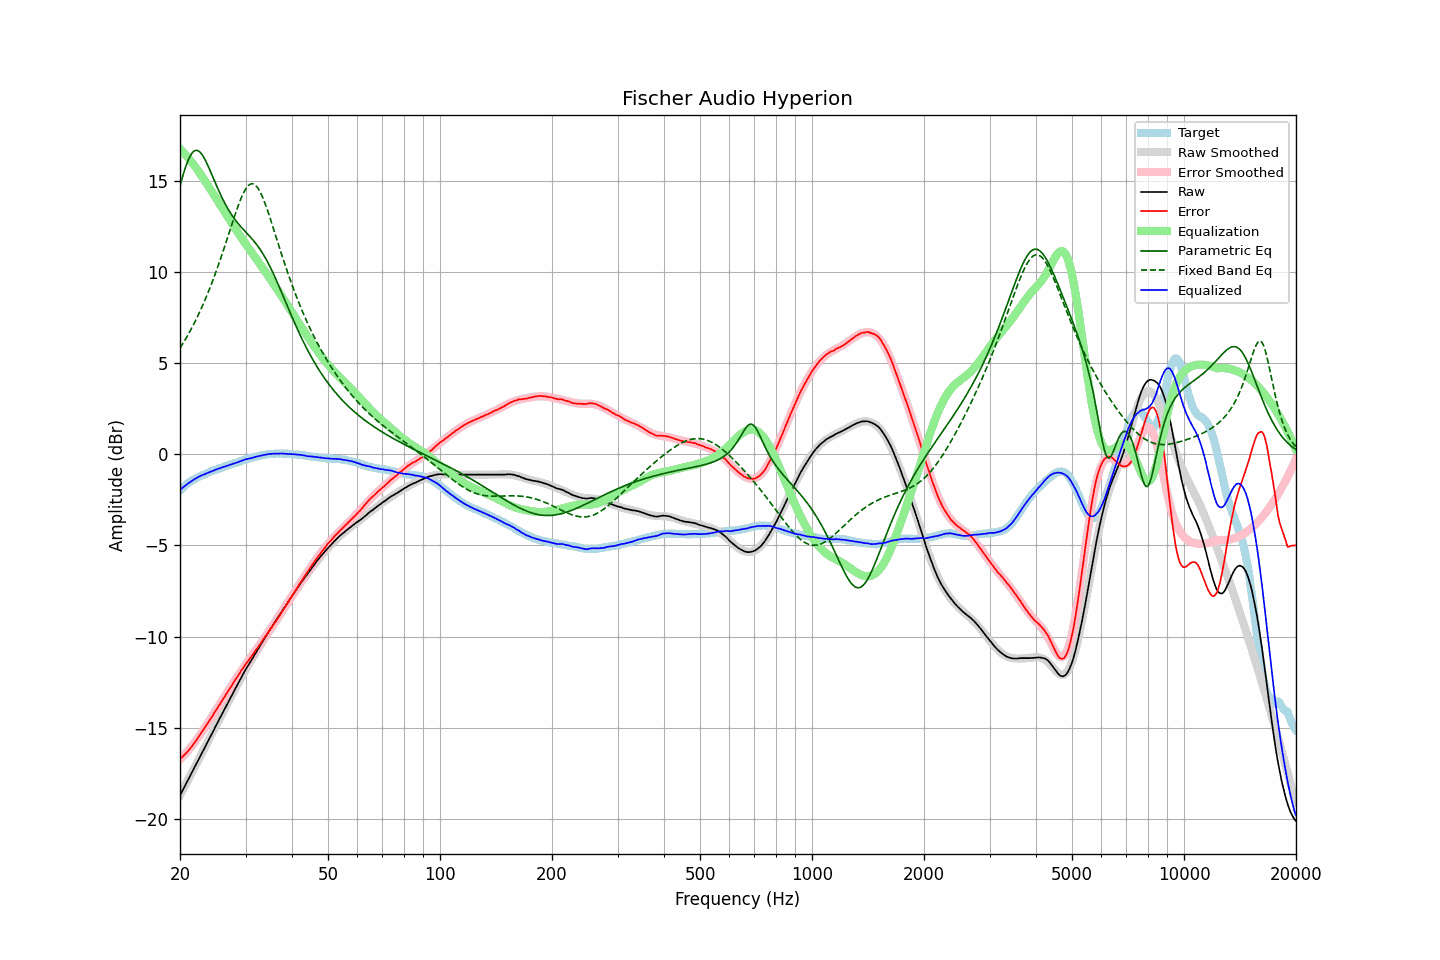 Fischer Audio Hyperion
Target
Raw Smoothed
Error Smoothed
Raw
Error
Equalization
Parametric Eq
Fixed Band Eq
Equalized
Amplitude (dBr)
15
10
5
0
−5
−10
−15
−20
20 50 100 200 500 1000 2000 5000 10000 20000
Frequency (Hz)